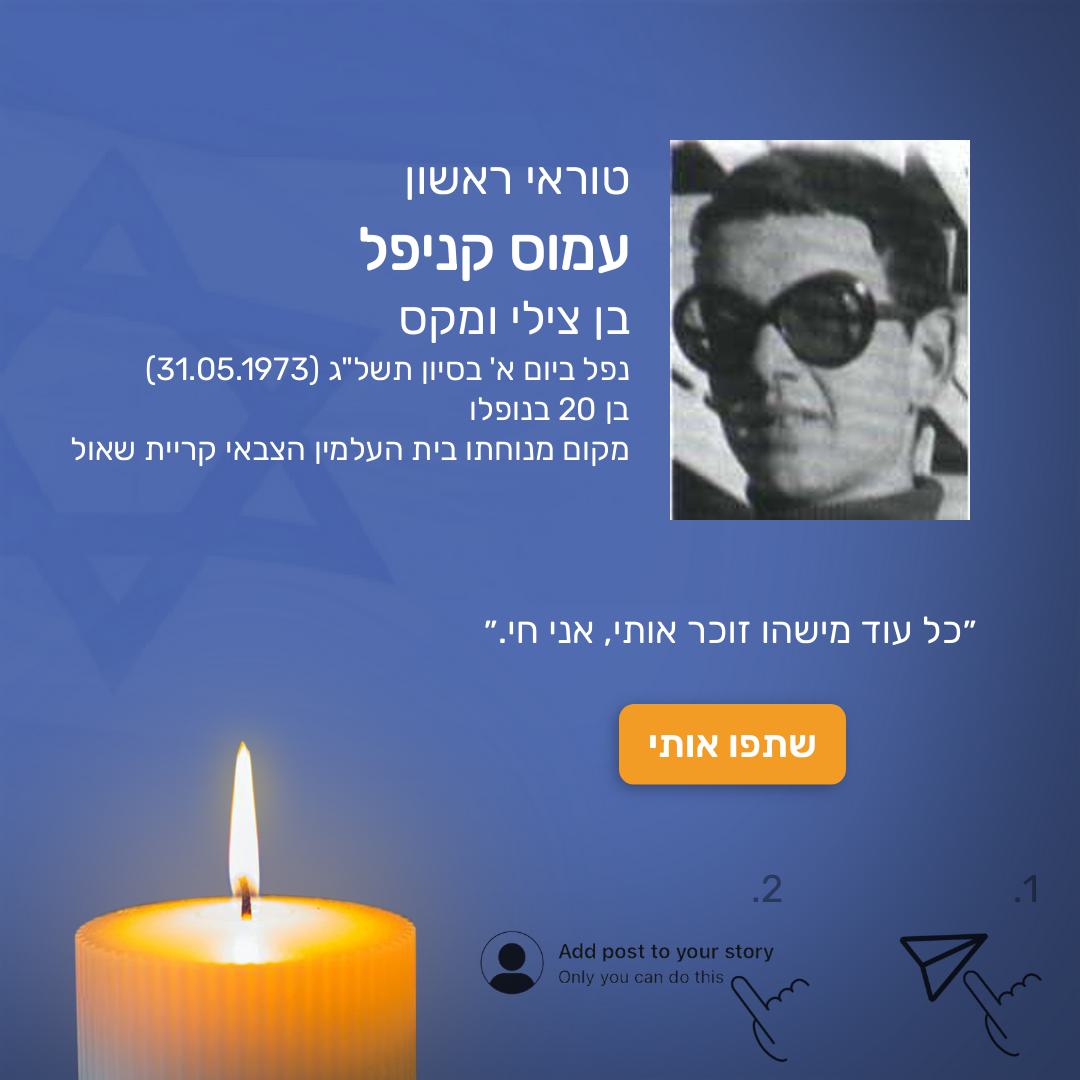 טוראי ראשון
עמוס קניפל
בן צילי ומקס
נפל ביום א' בסיון תשל"ג (31.05.1973)
בן 20 בנופלו
מקום מנוחתו בית העלמין הצבאי קריית שאול
״כל עוד מישהו זוכר אותי, אני חי.״
שתפו אותי
.1
.2
Add post to your story
Only you can do this